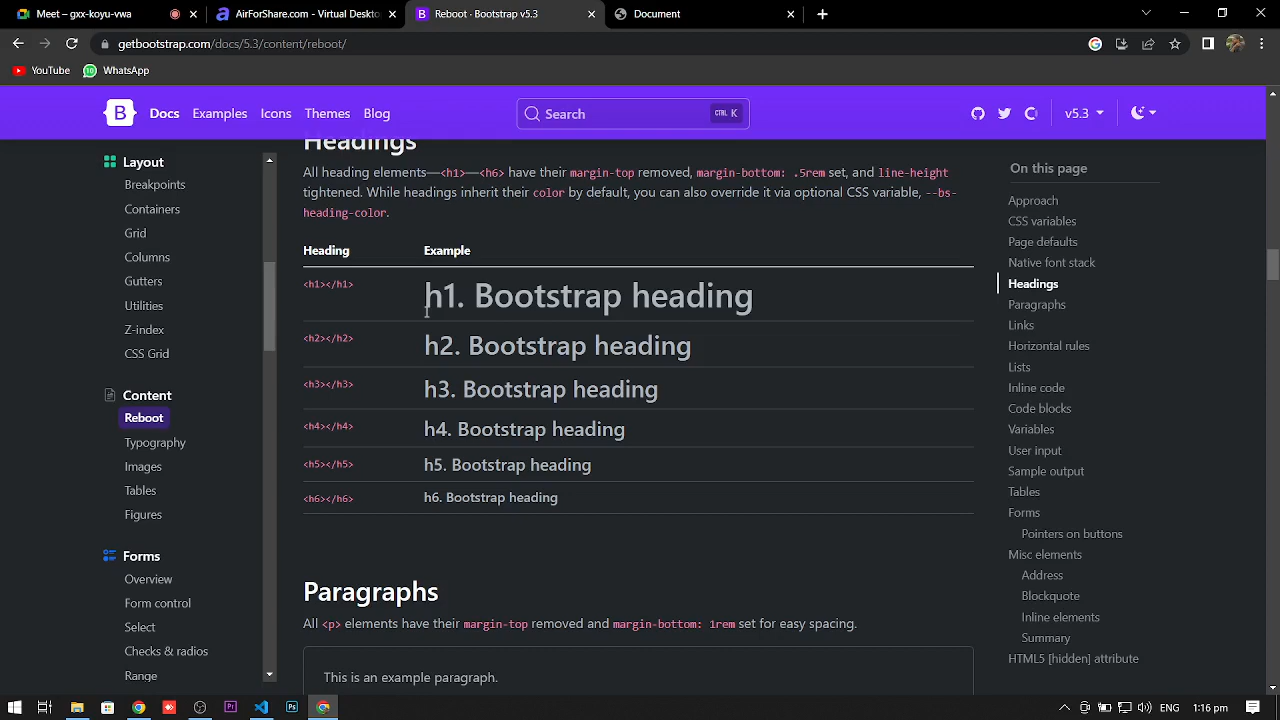 Meet – gxx-koyu-vwa
AirForShare.com - Virtual Deskto
Reboot · Bootstrap v5.3
Document
getbootstrap.com/docs/5.3/content/reboot/
YouTube
10
WhatsApp
B
Docs
Examples
Icons
Themes
Blog
Search
CTRL K
v5.3
Layout
Breakpoints
Containers
Grid
Columns
Gutters
Utilities
Z-index
CSS Grid
Content
Reboot
Typography
Images
Tables
Figures
Forms
Overview
Form control
Select
Checks & radios
Range
Headings
All heading elements—<h1>—<h6> have their margin-top removed, margin-bottom: .5rem set, and line-height
tightened. While headings inherit their color by default, you can also override it via optional CSS variable, --bs-
heading-color.
Heading Example
<h1></h1> h1. Bootstrap heading
<h2></h2> h2. Bootstrap heading
<h3></h3> h3. Bootstrap heading
<h4></h4> h4. Bootstrap heading
<h5></h5> h5. Bootstrap heading
<h6></h6> h6. Bootstrap heading
Paragraphs
All <p> elements have their margin-top removed and margin-bottom: 1rem set for easy spacing.
This is an example paragraph.
On this page
Approach
CSS variables
Page defaults
Native font stack
Headings
Paragraphs
Links
Horizontal rules
Lists
Inline code
Code blocks
Variables
User input
Sample output
Tables
Forms
Pointers on buttons
Misc elements
Address
Blockquote
Inline elements
Summary
HTML5 [hidden] attribute
Pr
Ps
ENG
1:16 pm